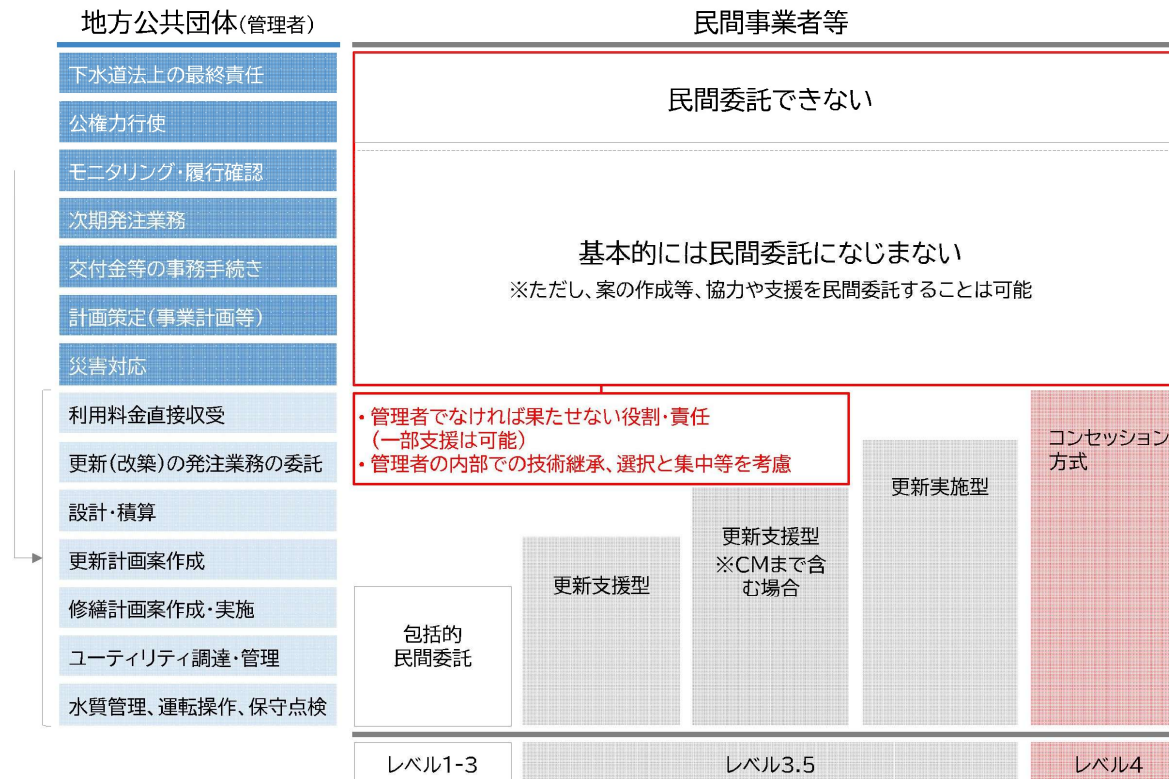 地方公共団体(管理者)
民間事業者等
下水道法上の最終責任
公権力行使
モニタリング・履行確認
次期発注業務
交付金等の事務手続き
計画策定(事業計画等)
災害対応
利用料金直接収受
更新(改築)の発注業務の委託
設計・積算
更新計画案作成
修繕計画案作成・実施
ユーティリティ調達・管理
水質管理、運転操作、保守点検
民間委託できない
基本的には民間委託になじまない
※ただし、案の作成等、協力や支援を民間委託することは可能
・管理者でなければ果たせない役割・責任
(一部支援は可能)
・管理者の内部での技術継承、選択と集中等を考慮
包括的
民間委託
更新支援型
更新支援型
※CMまで含
む場合
更新実施型
コンセッション
方式
レベル1-3
レベル3.5
レベル4